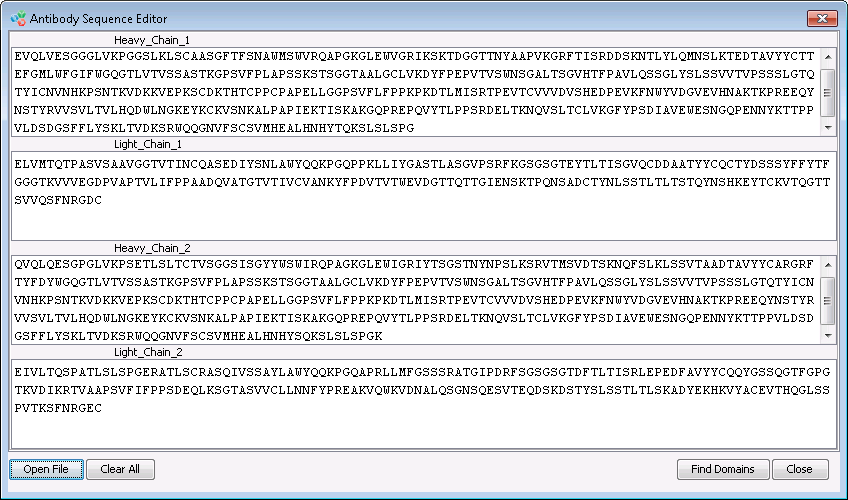 Antibody Sequence Editor
Heavy_Chain_1
EVQLVESGGGLVKPGGSLKLSCAASGFTFSNAWMSWVRQAPGKGLEWVGRIKSKTDGGTTNYAAPVKGRFTISRDDSKNTLYLQMNSLKTEDTAVYYCTT
EFGMLWFGIFWGQGTLVTVSSASTKGPSVFPLAPSSKSTSGGTAALGCLVKDYFPEPVTVSWNSGALTSGVHTFPAVLQSSGLYSLSSVVTVPSSSLGTQ
TYICNVNHKPSNTKVDKKVEPKSCDKTHTCPPCPAPELLGGPSVFLFPPKPKDTLMISRTPEVTCVVVDVSHEDPEVKFNWYVDGVEVHNAKTKPREEQY
NSTYRVVSVLTVLHQDWLNGKEYKCKVSNKALPAPIEKTISKAKGQPREPQVYTLPPSRDELTKNQVSLTCLVKGFYPSDIAVEWESNGQPENNYKTTPP
VLDSDGSFFLYSKLTVDKSRWQQGNVFSCSVMHEALHNHYTQKSLSLSPG
Light_Chain_1
ELVMTQTPASVSAAVGGTVTINCQASEDIYSNLAWYQQKPGQPPKLLIYGASTLASGVPSRFKGSGSGTEYTLTISGVQCDDAATYYCQCTYDSSSYFFYTF
GGGTKVVVEGDPVAPTVLIFPPAADQVATGTVTIVCVANKYFPDVTVTWEVDGTTQTTGIENSKTPQNSADCTYNLSSTLTLTSTQYNSHKEYTCKVTQGTT
SVVQSFNRGDC
Heavy_Chain_2
QVQLQESGPGLVKPSETLSLTCTVSGGSISGYYWSWIRQPAGKGLEWIGRIYTSGSTNYNPSLKSRVTMSVDTSKNQFSLKLSSVTAADTAVYYCARGRF
TYFDYWGQGTLVTVSSASTKGPSVFPLAPSSKSTSGGTAALGCLVKDYFPEPVTVSWNSGALTSGVHTFPAVLQSSGLYSLSSVVTVPSSSLGTQTYICN
VNHKPSNTKVDKKVEPKSCDKTHTCPPCPAPELLGGPSVFLFPPKPKDTLMISRTPEVTCVVVDVSHEDPEVKFNWYVDGVEVHNAKTKPREEQYNSTYR
VVSVLTVLHQDWLNGKEYKCKVSNKALPAPIEKTISKAKGQPREPQVYTLPPSRDELTKNQVSLTCLVKGFYPSDIAVEWESNGQPENNYKTTPPVLDSD
GSFFLYSKLTVDKSRWQQGNVFSCSVMHEALHNHYSQKSLSLSPGK
Light_Chain_2
EIVLTQSPATLSLSPGERATLSCRASQIVSSAYLAWYQQKPGQAPRLLMFGSSSRATGIPDRFSGSGSGTDFTLTISRLEPEDFAVYYCQQYGSSQGTFGPG
TKVDIKRTVAAPSVFIFPPSDEQLKSGTASVVCLLNNFYPREAKVQWKVDNALQSGNSQESVTEQDSKDSTYSLSSTLTLSKADYEKHKVYACEVTHQGLSS
PVTKSFNRGEC
Open File Clear All Find Domains Close